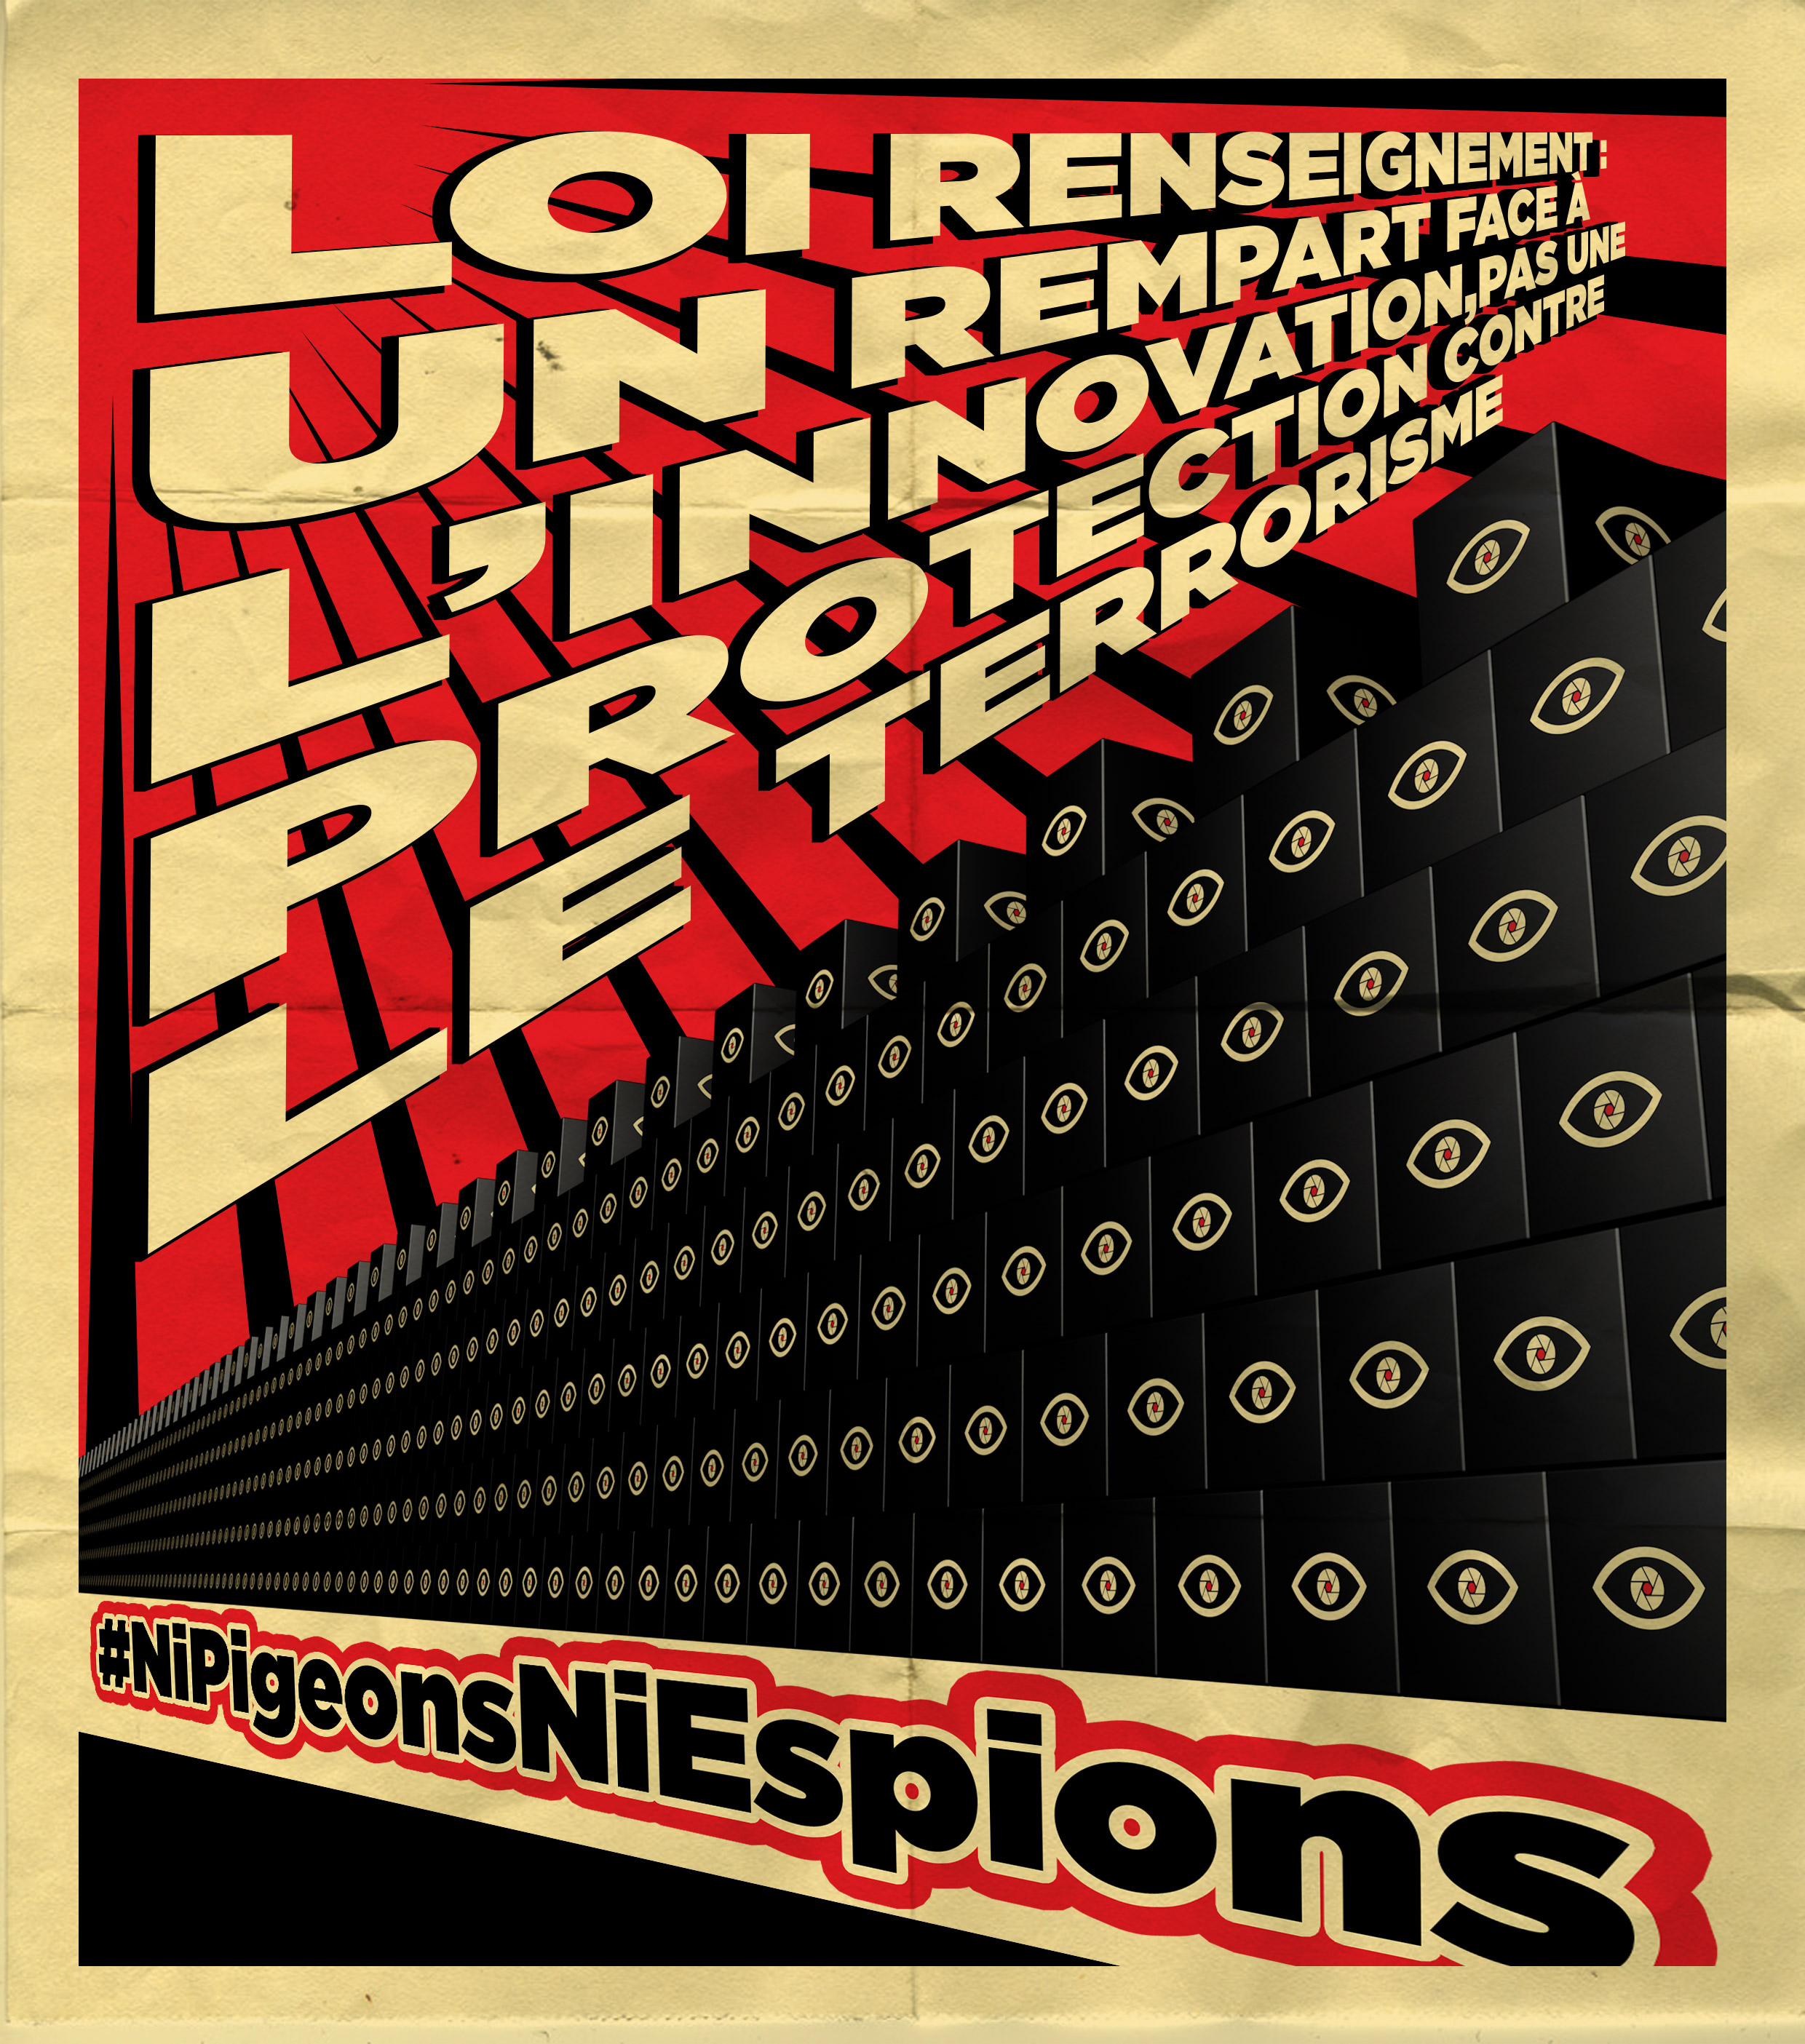 LOI RENSEIGNEMENT:
UN REMPART FACE À
L'INNOVATION, PAS UNE
PROTECTION CONTRE
LE TERRORISME
#NiPigeonsNiEspions